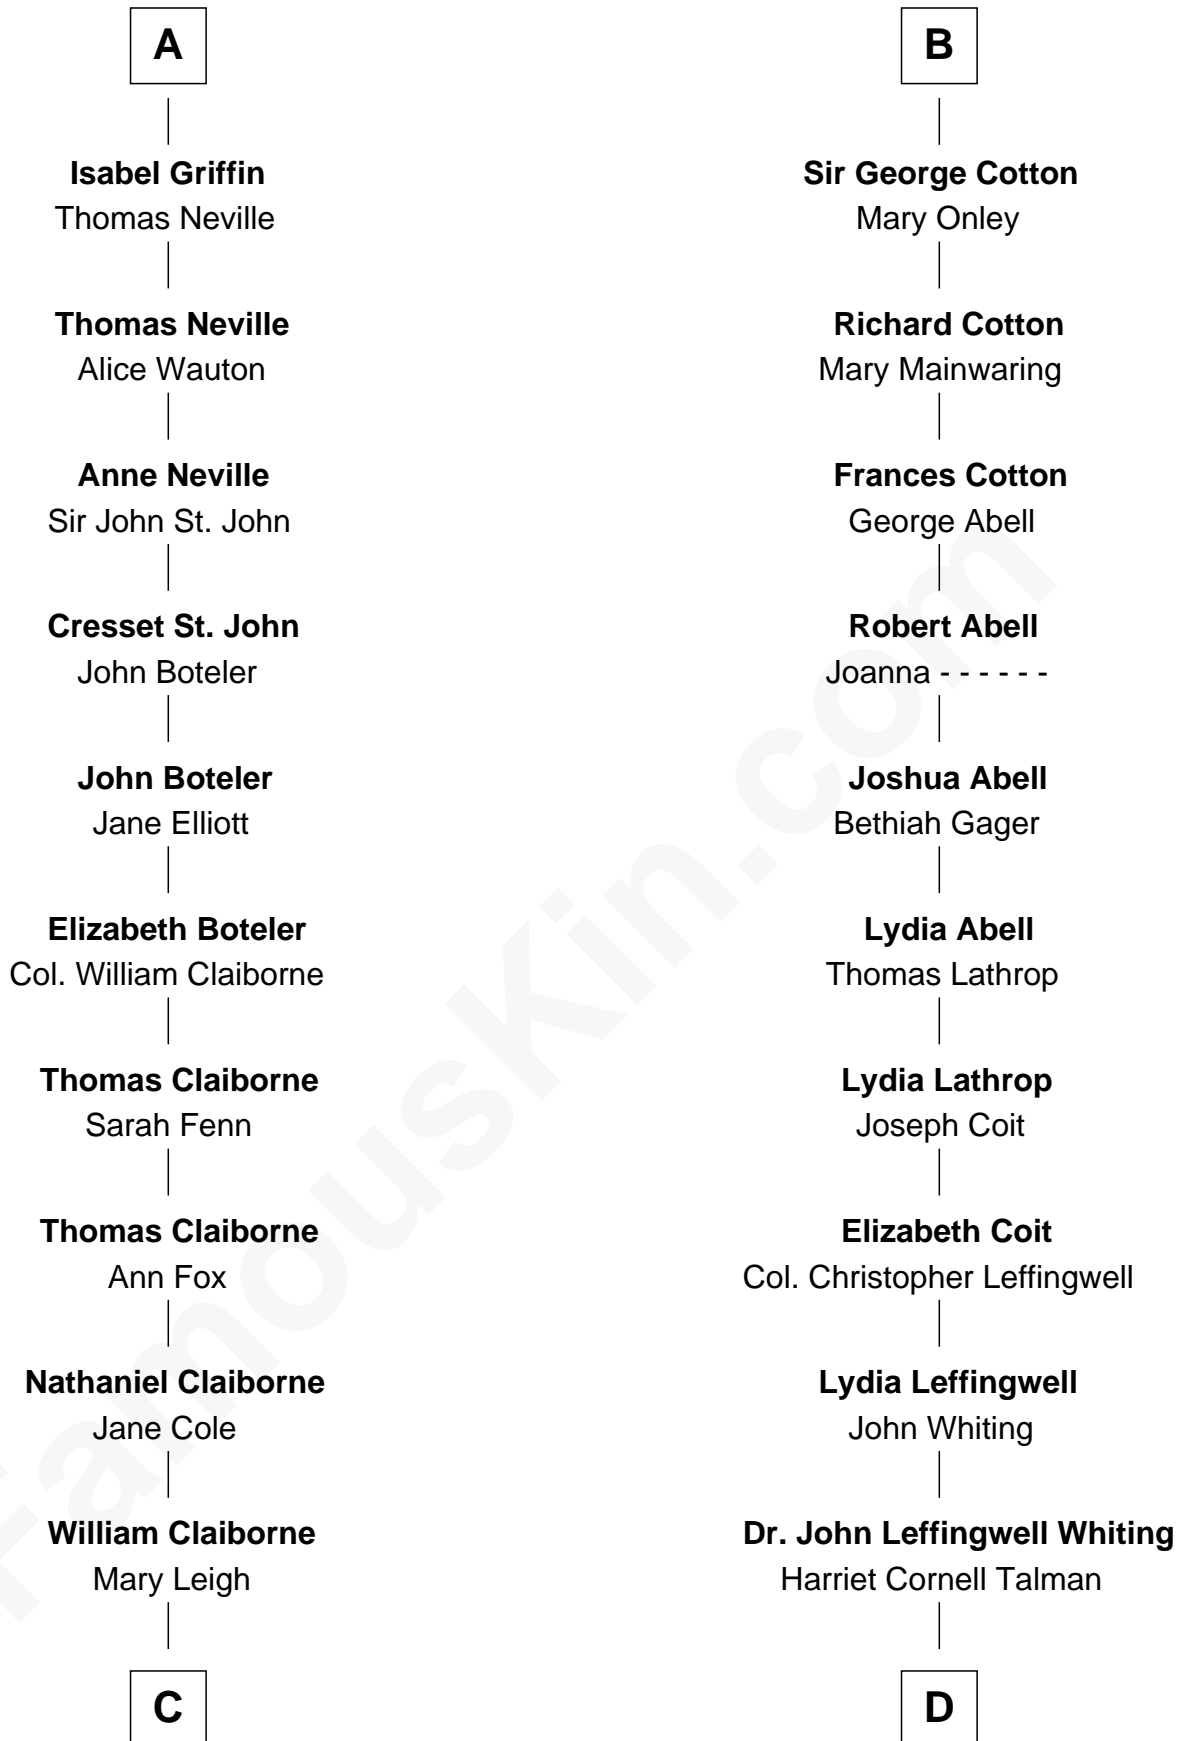 A
Isabel Griffin
Thomas Neville
Thomas Neville
Alice Wauton
Anne Neville
Sir John St. John
Cresset St. John
John Boteler
John Boteler
Jane Elliott
Elizabeth Boteler
Col. William Claiborne
Thomas Claiborne
Sarah Fenn
Thomas Claiborne
Ann Fox
Nathaniel Claiborne
Jane Cole
William Claiborne
Mary Leigh
C
B
Sir George Cotton
Mary Onley
Richard Cotton
Mary Mainwaring
Frances Cotton
George Abell
Robert Abell
Joanna - - - - - -
Joshua Abell
Bethiah Gager
Lydia Abell
Thomas Lathrop
Lydia Lathrop
Joseph Coit
Elizabeth Coit
Col. Christopher Leffingwell
Lydia Leffingwell
John Whiting
Dr. John Leffingwell Whiting
Harriet Cornell Talman
D
FamousKin.com